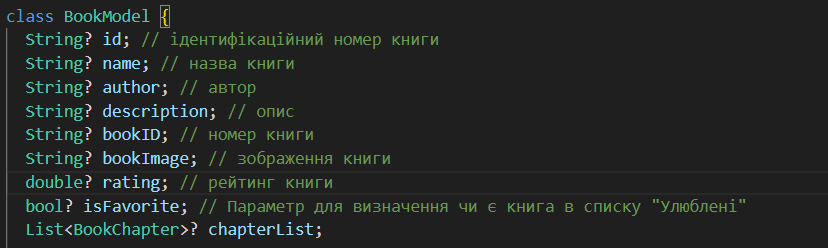 class BookModel {
String? id; // ідентифікаційний номер книги
String? name; // назва книги
String? author; // автор
String? description; // опис
String? bookID; // номер книги
String? bookImage; // зображення книги
double? rating; // рейтинг книги
bool? isFavorite; // Параметр для визначення чи є книга в списку "Улюблені"
List<BookChapter>? chapterList;